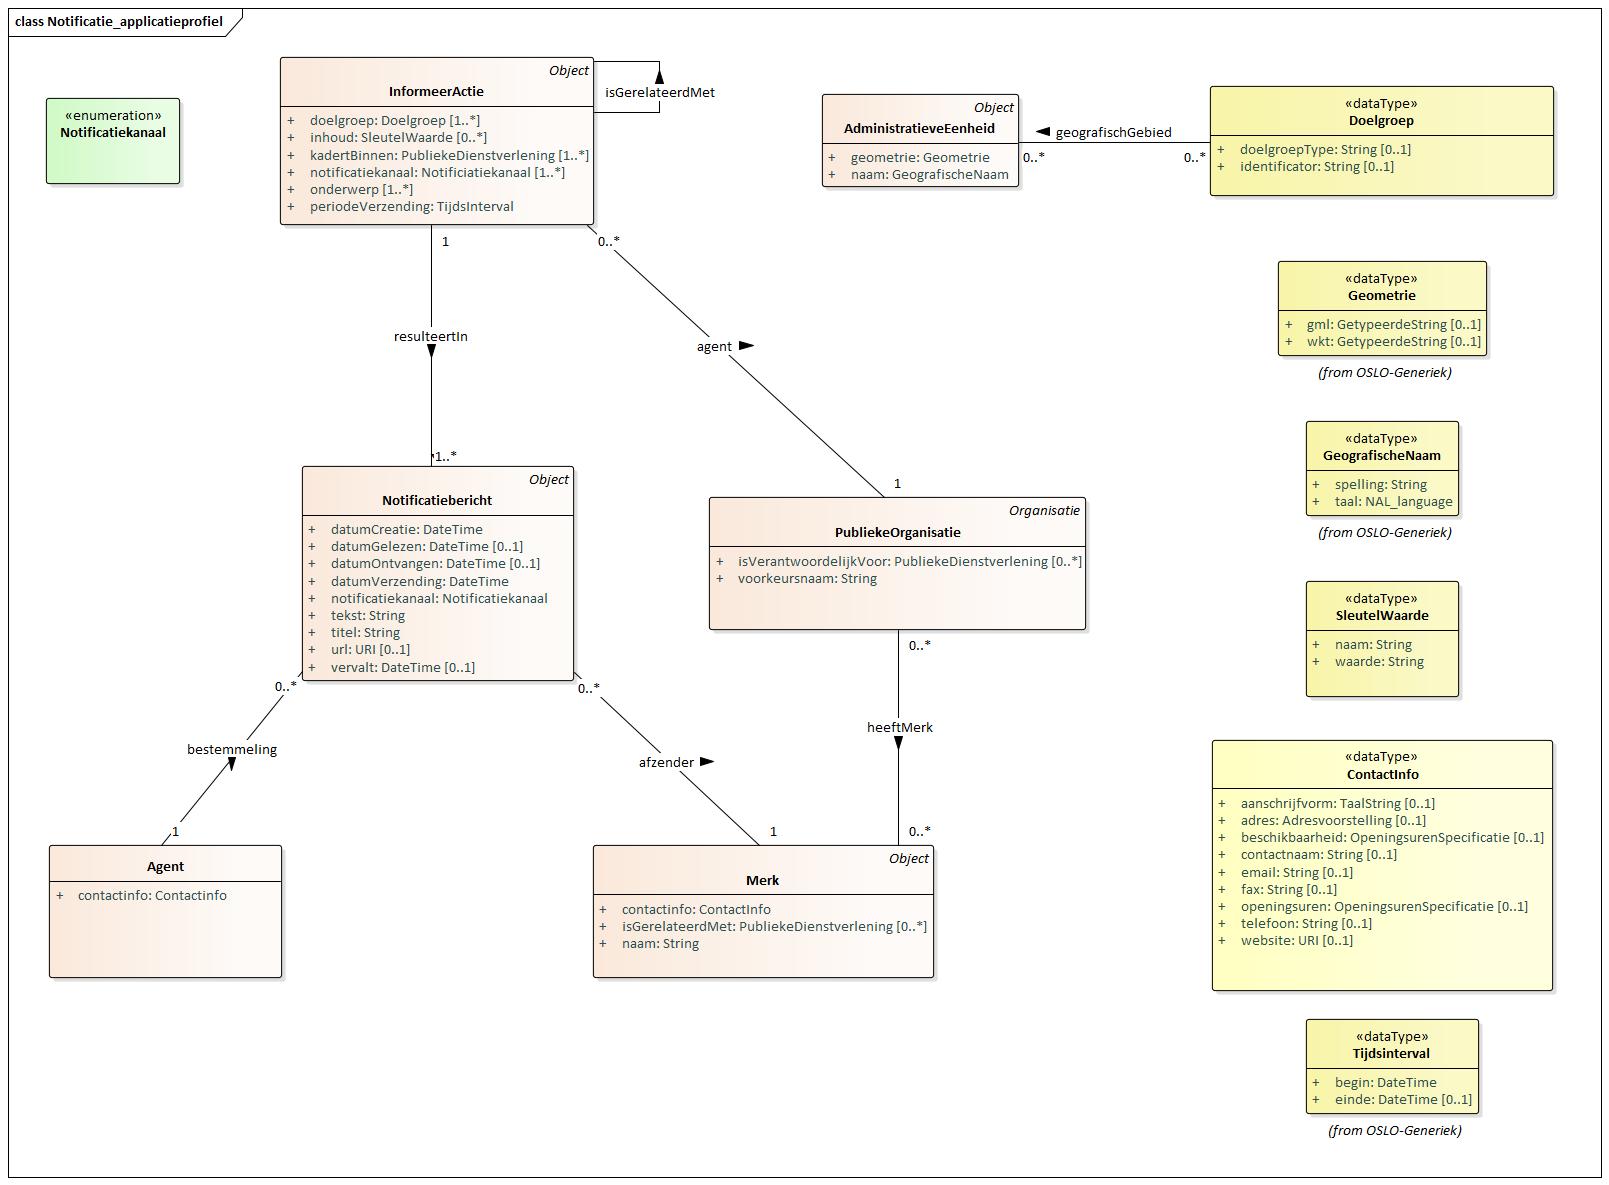 class Notificatie_applicatieprofiel
«enumeration»
Notificatiekanaal
Object
InformeerActie
+ doelgroep: Doelgroep [1..*]
+ inhoud: SleutelWaarde [0..*]
+ kadertBinnen: PubliekeDienstverlening [1..*]
+ notificatiekanaal: Notificiatiekanaal [1..*]
+ onderwerp [1..*]
+ periodeVerzending: TijdsInterval
isGerelateerdMet
Object
AdministratieveEenheid
+ geometrie: Geometrie
+ naam: GeografischeNaam
geografischGebied
0..*
0..*
«dataType»
Doelgroep
+ doelgroepType: String [0..1]
+ identificator: String [0..1]
1
resulteertIn
1..*
0..*
agent
1
«dataType»
Geometrie
+ gml: GetypeerdeString [0..1]
+ wkt: GetypeerdeString [0..1]
(from OSLO-Generiek)
«dataType»
GeografischeNaam
+ spelling: String
+ taal: NAL_language
(from OSLO-Generiek)
Object
Notificatiebericht
+ datumCreatie: DateTime
+ datumGelezen: DateTime [0..1]
+ datumOntvangen: DateTime [0..1]
+ datumVerzending: DateTime
+ notificatiekanaal: Notificatiekanaal
+ tekst: String
+ titel: String
+ url: URI [0..1]
+ vervalt: DateTime [0..1]
Organisatie
PubliekeOrganisatie
+ isVerantwoordelijkVoor: PubliekeDienstverlening [0..*]
+ voorkeursnaam: String
«dataType»
SleutelWaarde
+ naam: String
+ waarde: String
0..*
bestemmeling
1
0..*
afzender
1
0..*
heeftMerk
0..*
Agent
+ contactinfo: Contactinfo
Object
Merk
+ contactinfo: ContactInfo
+ isGerelateerdMet: PubliekeDienstverlening [0..*]
+ naam: String
«dataType»
ContactInfo
+ aanschrijfvorm: TaalString [0..1]
+ adres: Adresvoorstelling [0..1]
+ beschikbaarheid: OpeningsurenSpecificatie [0..1]
+ contactnaam: String [0..1]
+ email: String [0..1]
+ fax: String [0..1]
+ openingsuren: OpeningsurenSpecificatie [0..1]
+ telefoon: String [0..1]
+ website: URI [0..1]
«dataType»
Tijdsinterval
+ begin: DateTime
+ einde: DateTime [0..1]
(from OSLO-Generiek)